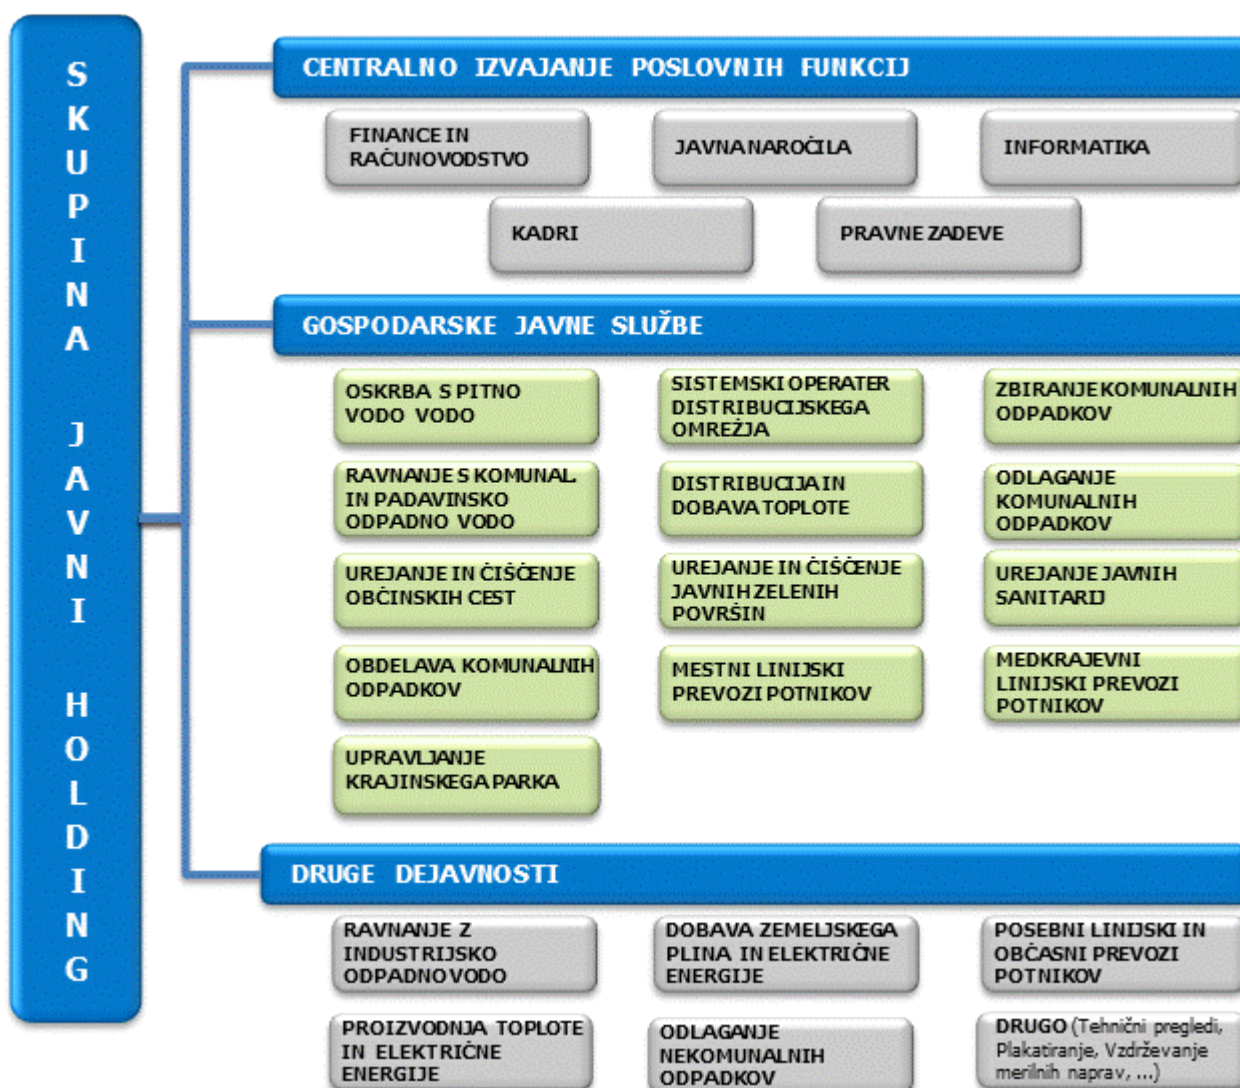 SKUPINA JAVNI HOLDING
CENTRALNO IZVAJANJE POSLOVNIH FUNKCIJ
FINANCE IN
RAČUNOVODSTVO
JAVNA NAROČILA
INFORMATIKA
KADRI
PRAVNE ZADEVE
GOSPODARSKE JAVNE SLUŽBE
OSKRBA S PITNO
VODO VODO
SISTEMSKI OPERATER
DISTRIBUCIJSKEGA
OMREŽJA
ZBIRANJE KOMUNALNIH
ODPADKOV
RAVNANJE S KOMUNAL.
IN PADAVINSKO
ODPADNO VODO
DISTRIBUCIJA IN
DOBAVA TOPLOTE
ODLAGANJE
KOMUNALNIH
ODPADKOV
UREJANJE IN ČIŠČENJE
OBČINSKIH CEST
UREJANJE IN ČIŠČENJE
JAVNIH ZELENIH
POVRŠIN
UREJANJE JAVNIH
SANITARIJ
OBDELAVA KOMUNALNIH
ODPADKOV
MESTNI LINIJSKI
PREVOZI POTNIKOV
MEDKRAJEVNI
LINIJSKI PREVOZI
POTNIKOV
UPRAVLJANJE
KRAJINSKEGA PARKA
DRUGE DEJAVNOSTI
RAVNANJE Z
INDUSTRIJSKO
ODPADNO VODO
DOBAVA ZEMELJSKEGA
PLINA IN ELEKTRIČNE
ENERGIJE
POSEBNI LINIJSKI IN
OBČASNI PREVOZI
POTNIKOV
PROIZVODNJA TOPLOTE
IN ELEKTRIČNE
ENERGIJE
ODLAGANJE
NEKOMUNALNIH
ODPADKOV
DRUGO (Tehnični pregledi,
Plakatiranje, Vzdrževanje
merilnih naprav, ...)